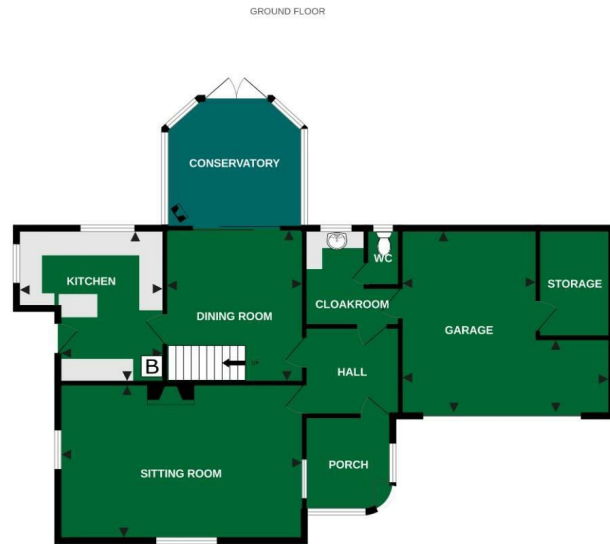 GROUND FLOOR
CONSERVATORY
KITCHEN
WC
STORAGE
CLOAKROOM
DINING ROOM
GARAGE
B
HALL
SITTING ROOM
PORCH